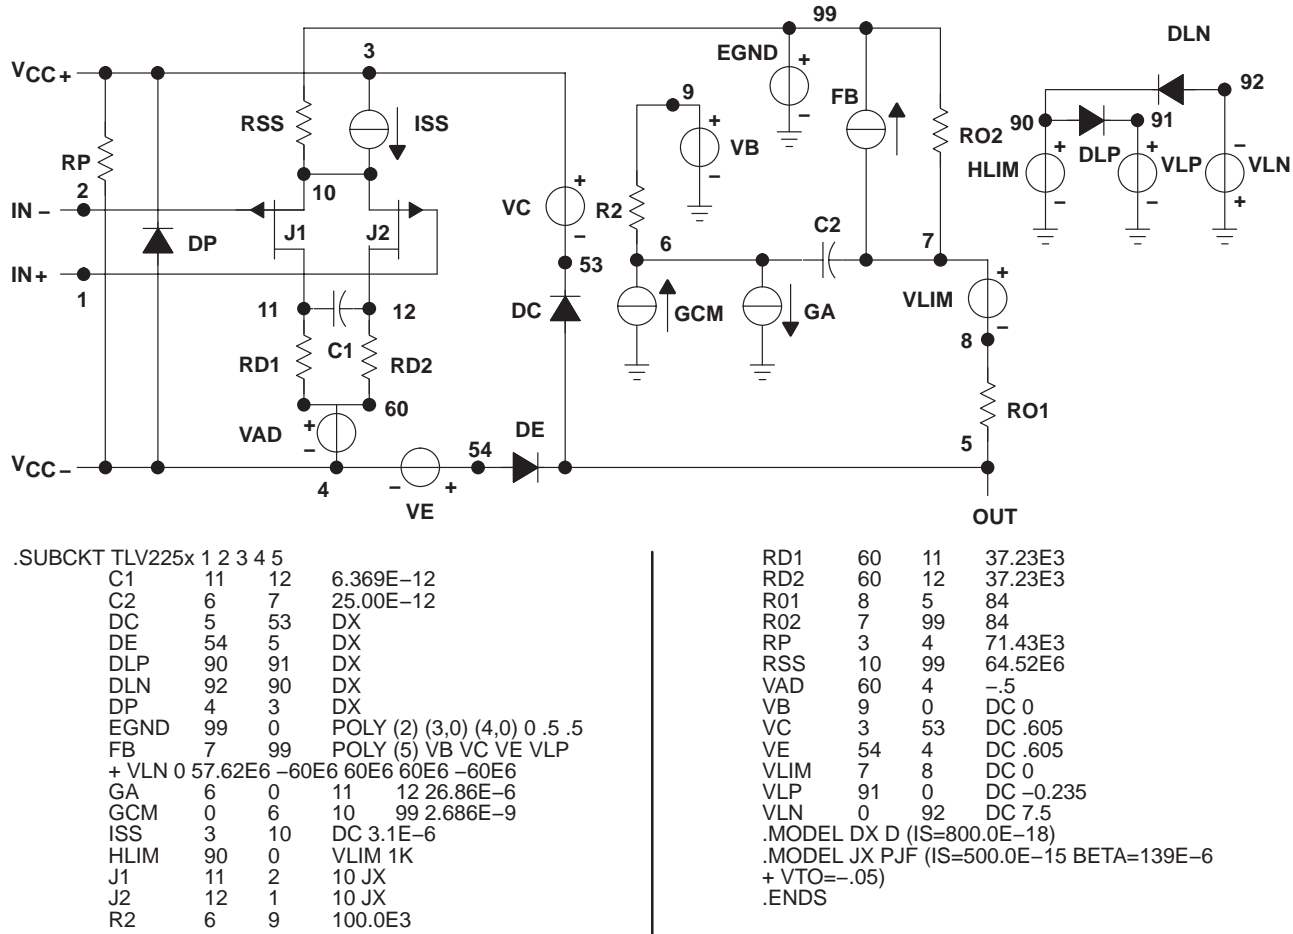 99
DLN
3
EGND
+
VCC+
92
9
FB
RSS
ISS
+
RO2
90
91
RP
VB
DLP
2
10
HLIM
VLP
VLN
IN −
VC
R2
C2
J1
J2
DP
6
7
IN+
53
1
VLIM
11
12
DC
GCM
GA
8
C1
RD1
RD2
60
RO1
VAD
DE
54
5
VCC−
4
VE
OUT
.SUBCKT TLV225x 1 2 3 4 5
C1 11 12 6.369E−12
C2 6 7 25.00E−12
DC 5 53 DX
DE 54 5 DX
DLP 90 91 DX
DLN 92 90 DX
DP 4 3 DX
EGND 99 0 POLY (2) (3,0) (4,0) 0 .5 .5
FB 7 99 POLY (5) VB VC VE VLP
+ VLN 0 57.62E6 −60E6 60E6 60E6 −60E6
GA 6 0 11 12 26.86E−6
GCM 0 6 10 99 2.686E−9
ISS 3 10 DC 3.1E−6
HLIM 90 0 VLIM 1K
J1 11 2 10 JX
J2 12 1 10 JX
R2 6 9 100.0E3
RD1 60 11 37.23E3
RD2 60 12 37.23E3
R01 8 5 84
R02 7 99 84
RP 3 4 71.43E3
RSS 10 99 64.52E6
VAD 60 4 −.5
VB 9 0 DC 0
VC 3 53 DC .605
VE 54 4 DC .605
VLIM 7 8 DC 0
VLP 91 0 DC −0.235
VLN 0 92 DC 7.5
.MODEL DX D (IS=800.0E−18)
.MODEL JX PJF (IS=500.0E−15 BETA=139E−6
+ VTO=−.05)
.ENDS